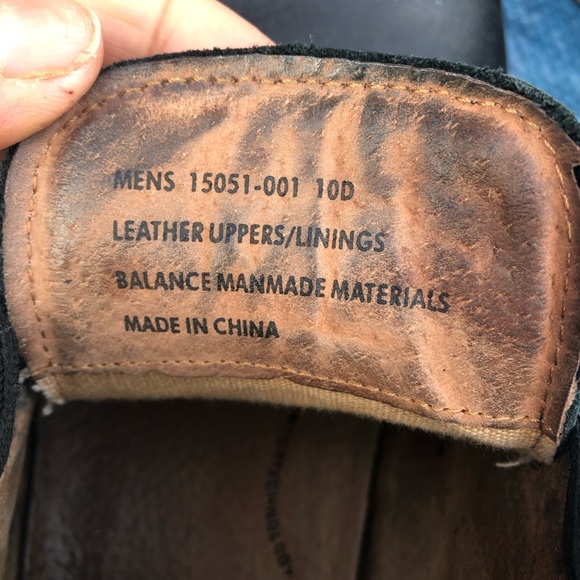 MENS 15051-001 10D
LEATHER UPPERS/LININGS
BALANCE MANMADE MATERIALS
MADE IN CHINA